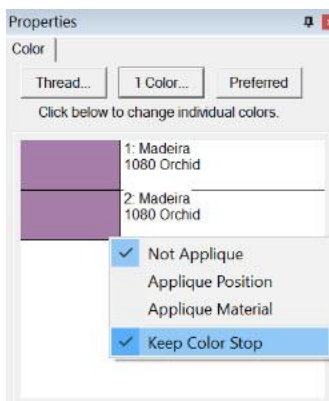 Properties
Color
Thread... 1 Color... Preferred
Click below to change individual colors.
1: Madeira
1080 Orchid
2: Madeira
1080 Orchid
Not Applique
Applique Position
Applique Material
Keep Color Stop